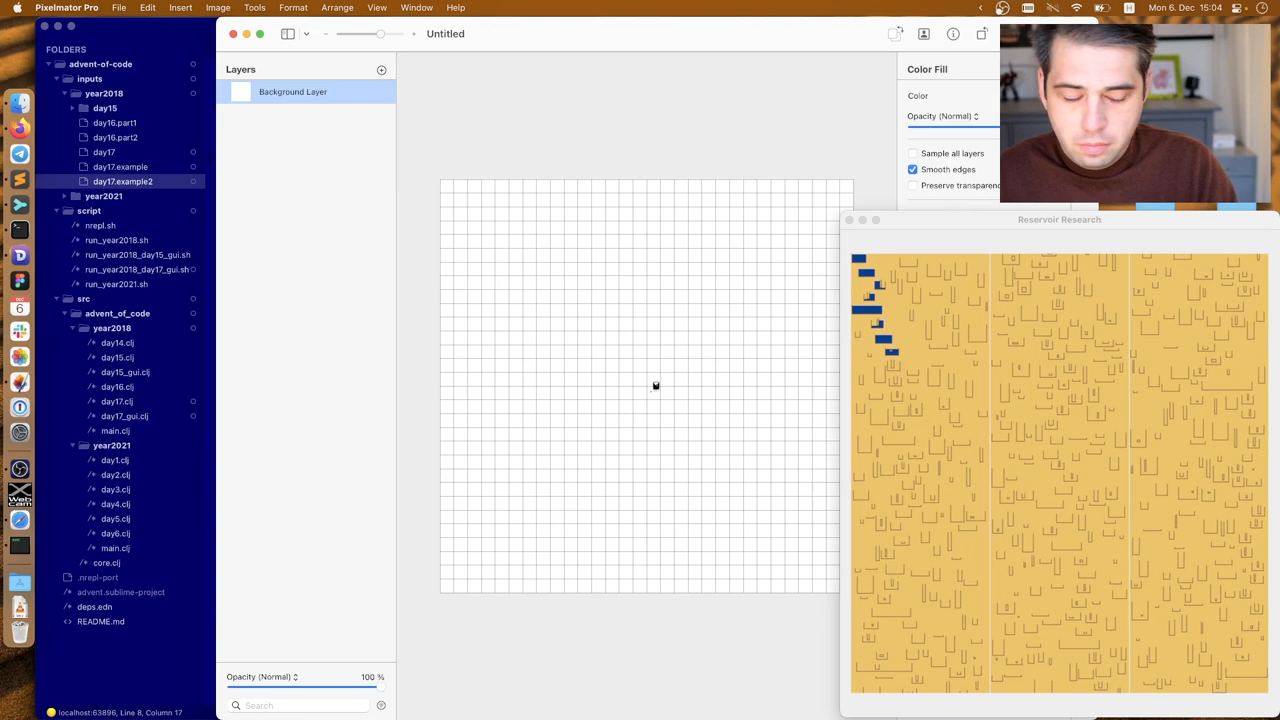 Pixelmator Pro File Edit Insert Image Format Arrange View Window Help
Mon 6. Dec 15:04
FOLDERS
advent-of-code
inputs
year2018
day15
day16.part1
day16.part2
day17
day17.example
day17.example2
year2021
script
nrepl.sh
run_year2018.sh
run_year2018_day15_gui.sh
run_year2018_day17_gui.sh
run_year2021.sh
src
advent_of_code
year2018
day14.clj
day15.clj
day15_gui.clj
day16.clj
day17.clj
day17_gui.clj
main.clj
year2021
day1.clj
day2.clj
day3.clj
day4.clj
day5.clj
day6.clj
main.clj
core.clj
.nrepl-port
advent.sublime-project
deps.edn
README.md
localhost:63896, Line 8, Column 17
DEC
6
Web
cam
Untitled
Layers
Background Layer
Opacity (Normal) 100 %
Search
Color Fill
Color
Opacity (Normal)
Sample all layers
Smooth edges
Preserve transparenc
Reservoir Research